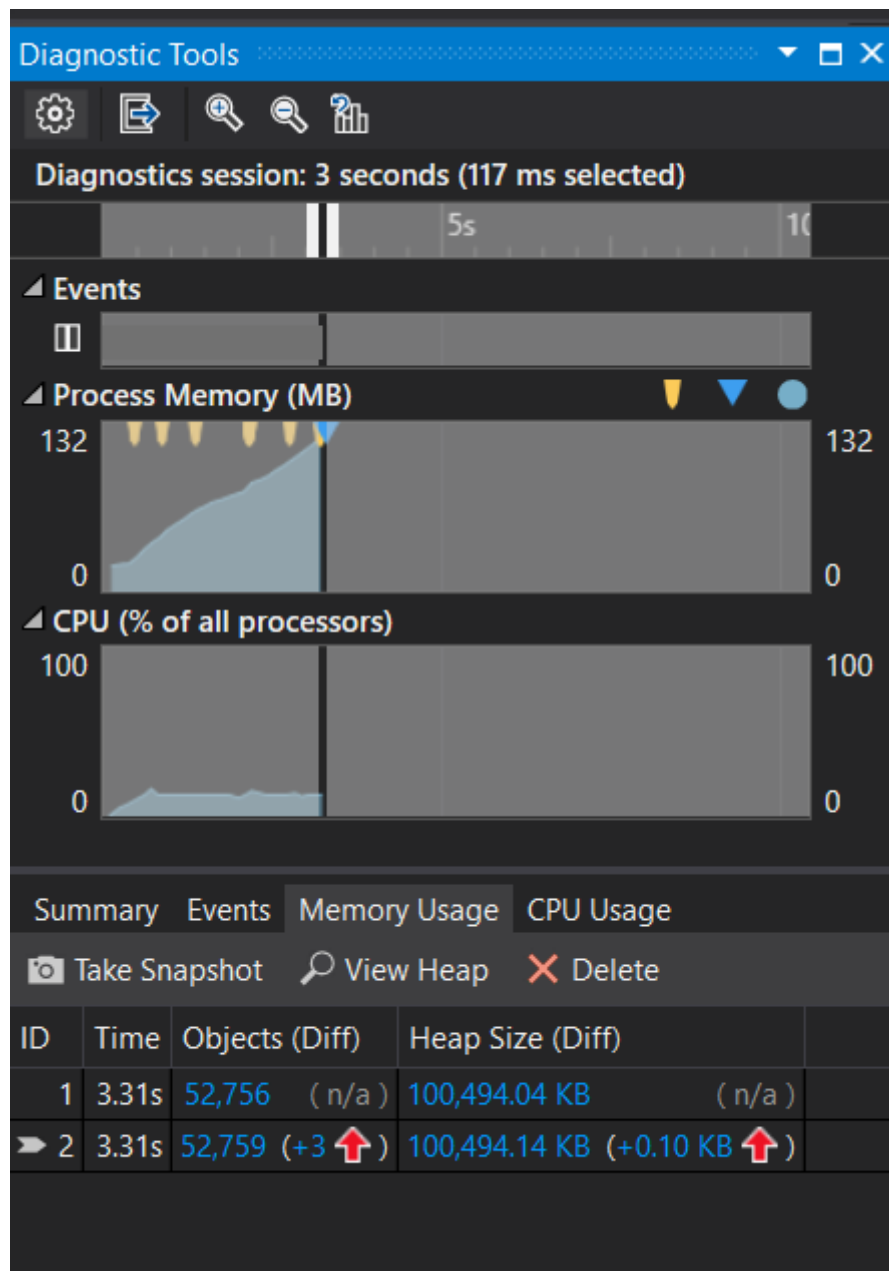 Diagnostic Tools
Diagnostics session: 3 seconds (117 ms selected)
5s
Events
Process Memory (MB)
132 132
0 0
CPU (% of all processors)
100 100
0 0
Summary Events Memory Usage CPU Usage
Take Snapshot View Heap Delete
ID Time Objects (Diff) Heap Size (Diff)
1 3.31s 52,756 ( n/a ) 100,494.04 KB ( n/a )
2 3.31s 52,759 (+3 ) 100,494.14 KB (+0.10 KB )